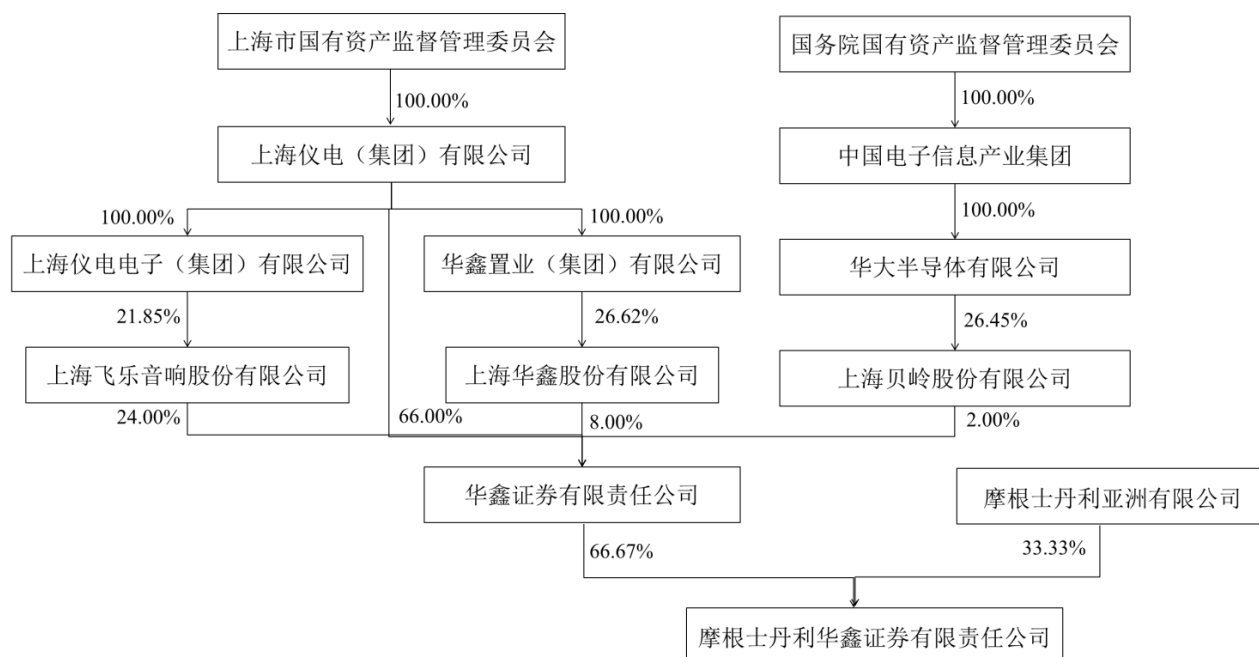 上海市国有资产监督管理委员会
国务院国有资产监督管理委员会
100.00%
100.00%
上海仪电（集团）有限公司
中国电子信息产业集团
100.00%
100.00%
100.00%
上海仪电电子（集团）有限公司
华鑫置业（集团）有限公司
华大半导体有限公司
21.85%
26.62%
26.45%
上海飞乐音响股份有限公司
上海华鑫股份有限公司
上海贝岭股份有限公司
24.00%
66.00%
8.00%
2.00%
华鑫证券有限责任公司
摩根士丹利亚洲有限公司
66.67%
33.33%
摩根士丹利华鑫证券有限责任公司